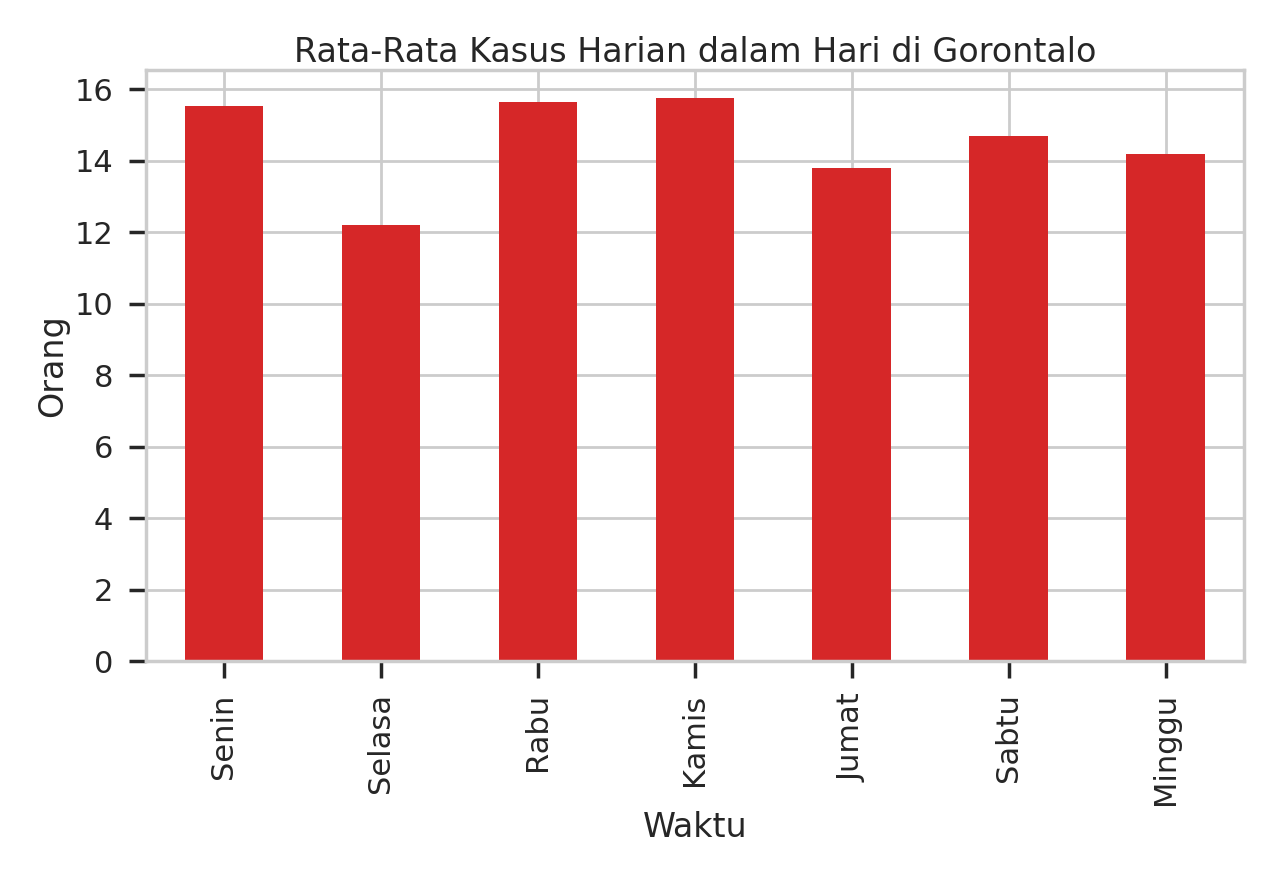 Rata-Rata Kasus Harian dalam Hari di Gorontalo
16
14
12
10
8
6
4
2
0
Orang
Senin
Selasa
Rabu
Kamis
Jumat
Sabtu
Minggu
Waktu